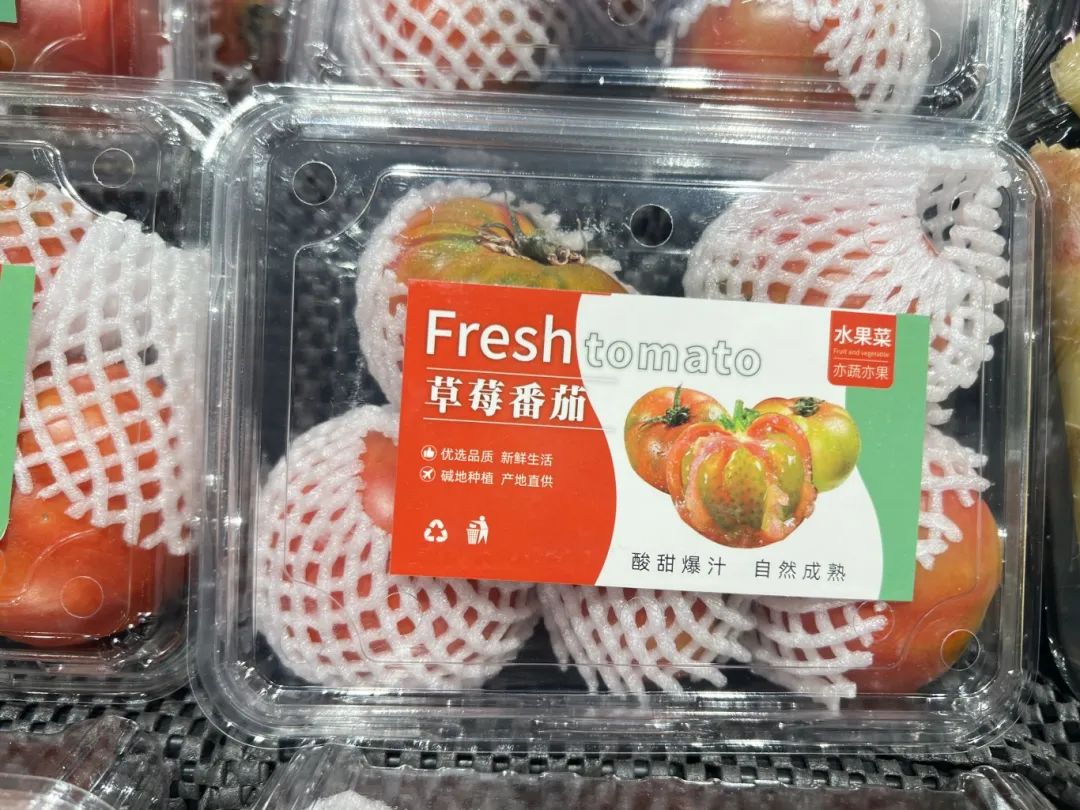 Fresh tomato
草莓番茄
优选品质 新鲜生活
碱地种植 产地直供
水果菜
Fruit and vegetable
亦蔬亦果
酸甜爆汁 自然成熟